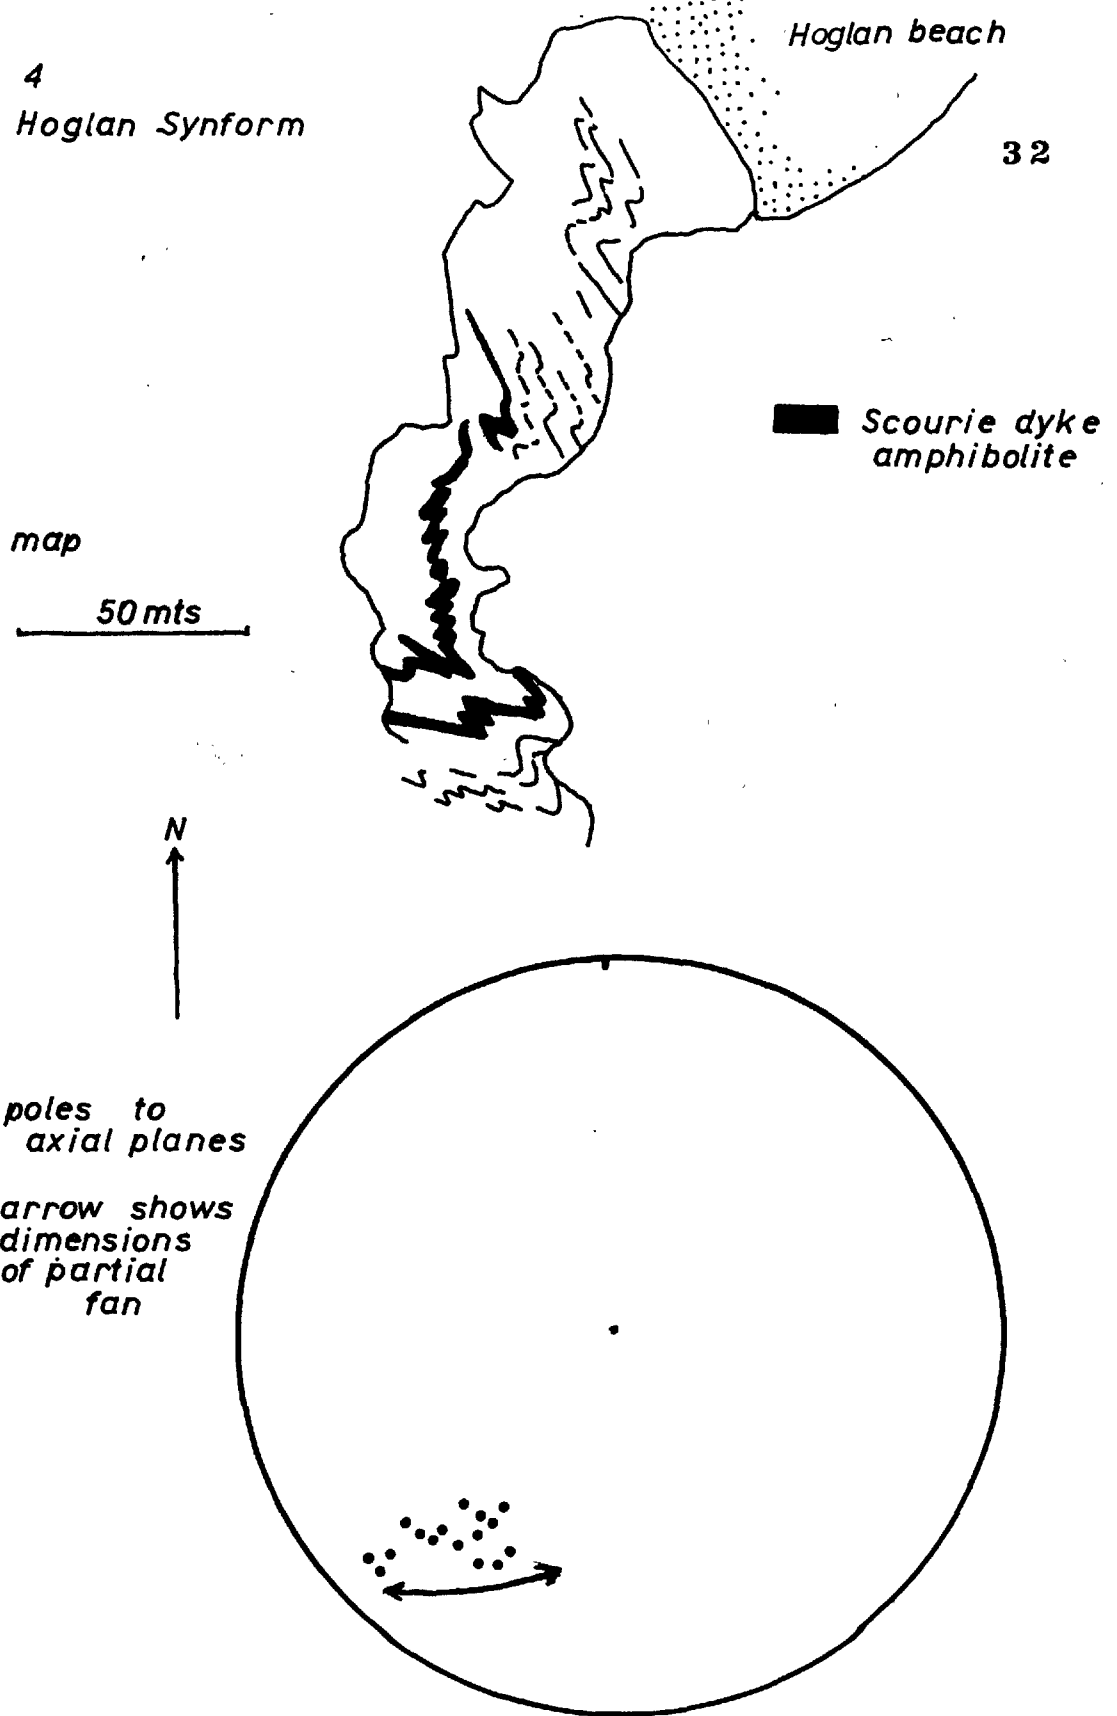 Hoglan beach
4
Hoglan Synform
32
Scourie dyke
amphibolite
map
50 mts
N
poles to
axial planes
arrow shows
dimensions
of partial
fan